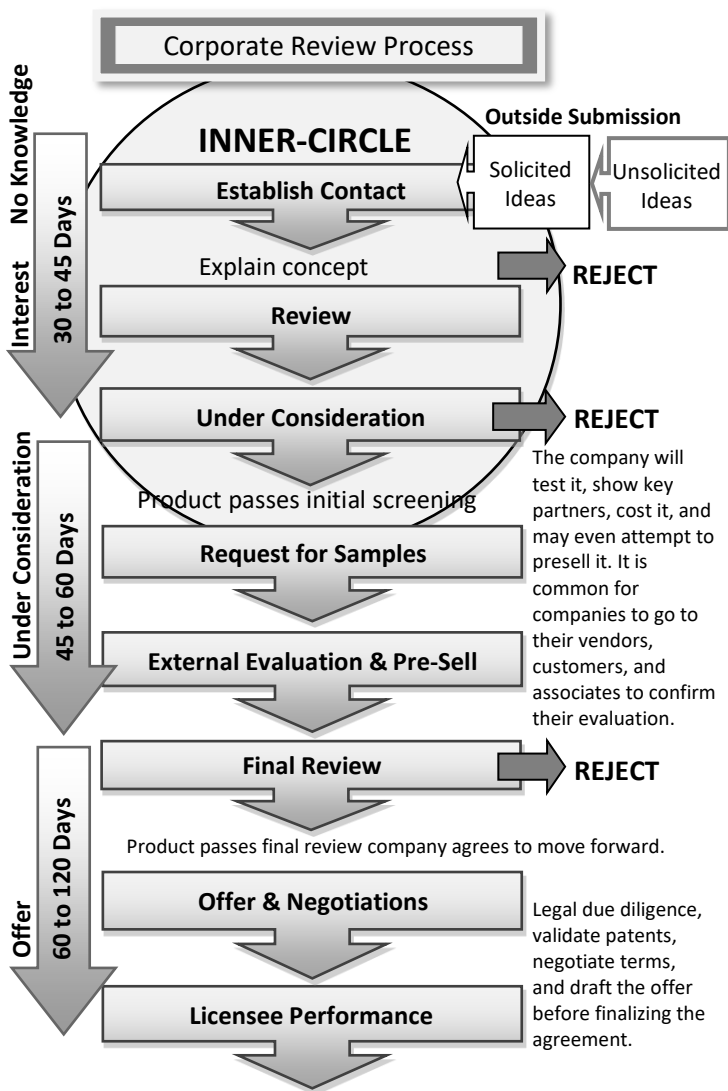 Corporate Review Process
No Knowledge
Interest
30 to 45 Days
INNER-CIRCLE
Outside Submission
Establish Contact
Solicited
Ideas
Unsolicited
Ideas
Explain concept
REJECT
Review
Under Consideration
REJECT
Product passes initial screening
Under Consideration
45 to 60 Days
Request for Samples
External Evaluation & Pre-Sell
The company will
test it, show key
partners, cost it, and
may even attempt to
presell it. It is
common for
companies to go to
their vendors,
customers, and
associates to confirm
their evaluation.
Final Review
REJECT
Product passes final review company agrees to move forward.
Offer
60 to 120 Days
Offer & Negotiations
Legal due diligence,
validate patents,
negotiate terms,
and draft the offer
before finalizing the
agreement.
Licensee Performance